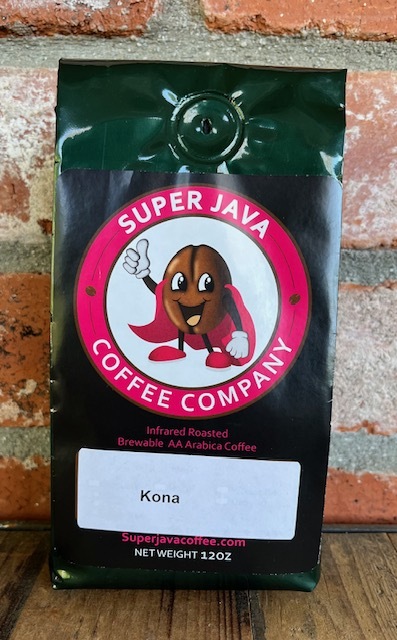 SUPER JAVA
COFFEE COMPANY
Infrared Roasted
Brewable AA Arabica Coffee
Kona
Superjavacoffee.com
NET WEIGHT 12OZ